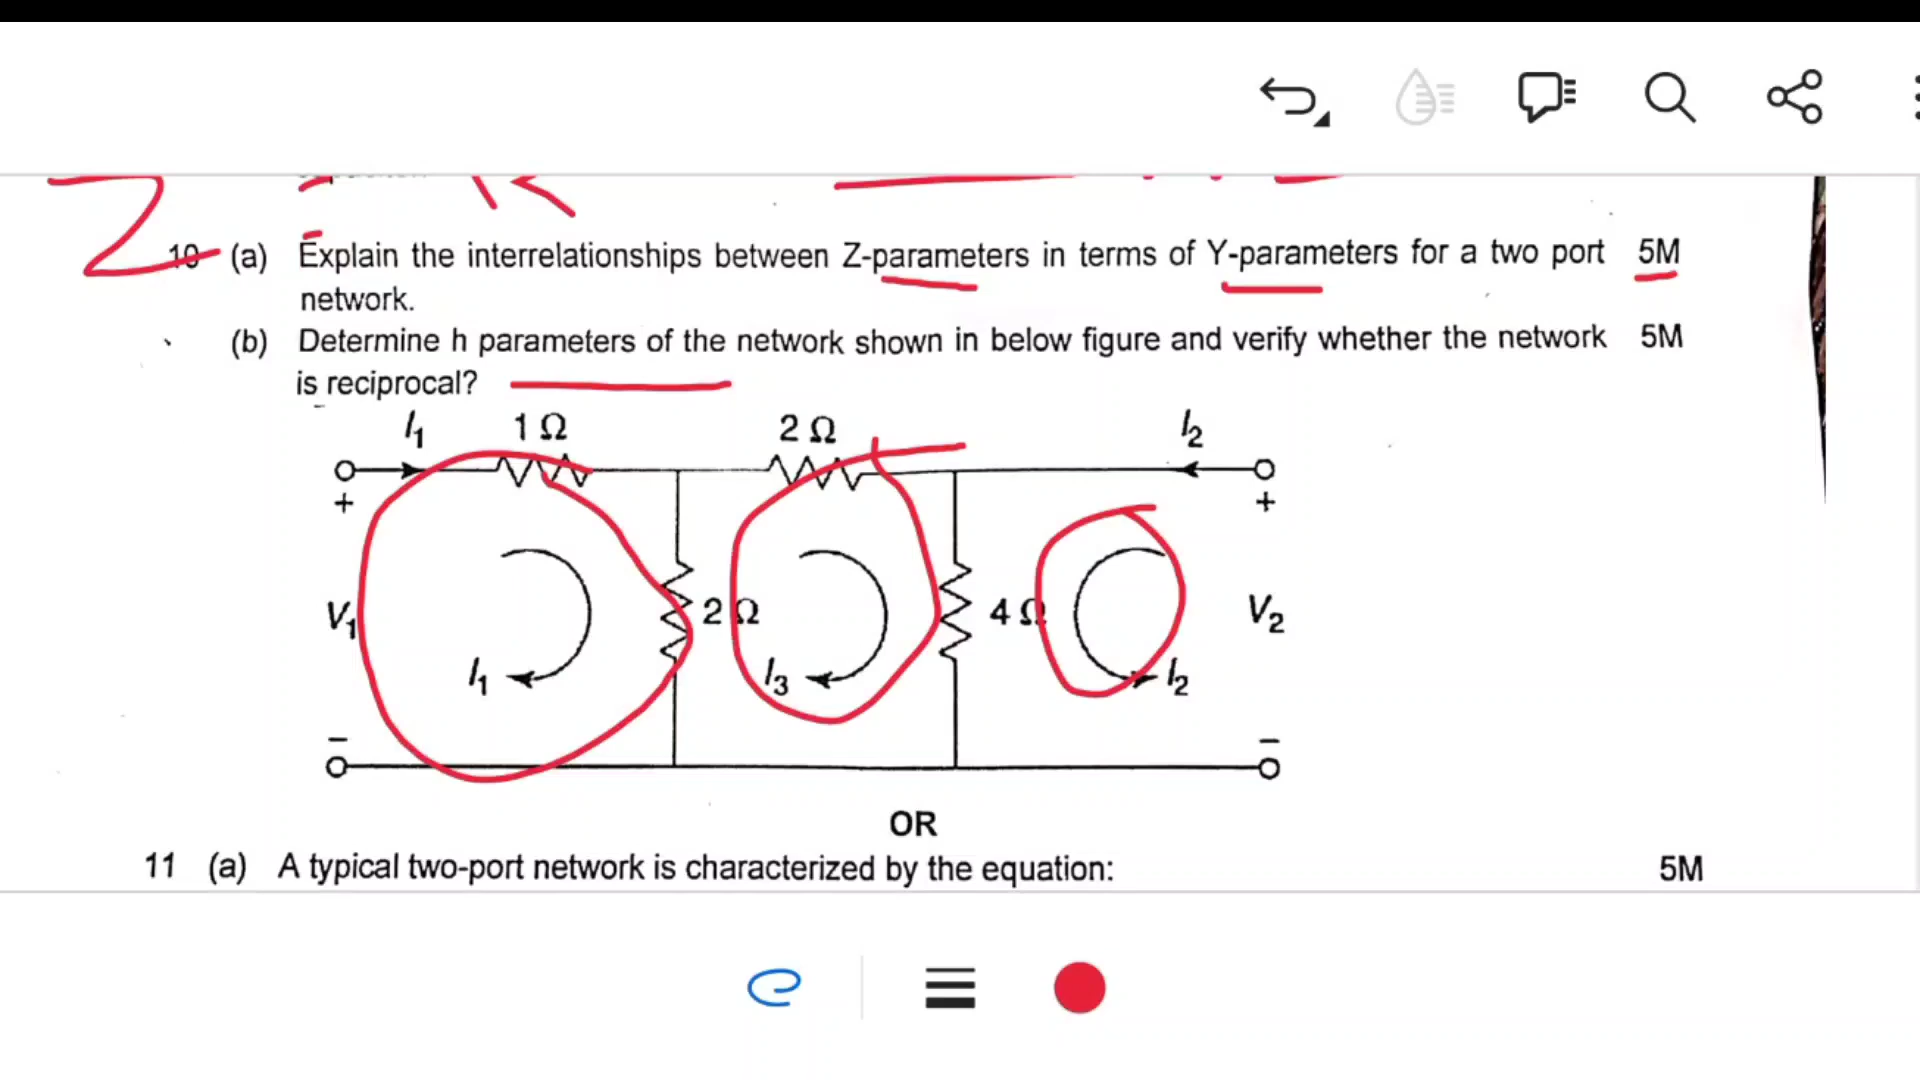 10 (a) Explain the interrelationships between Z-parameters in terms of Y-parameters for a two port 5M
network.
(b) Determine h parameters of the network shown in below figure and verify whether the network 5M
is reciprocal?
I1 1 Ω 2 Ω I2
+ +
V1 2 Ω 4 Ω V2
I1 I3 I2
− −
OR
11 (a) A typical two-port network is characterized by the equation: 5M